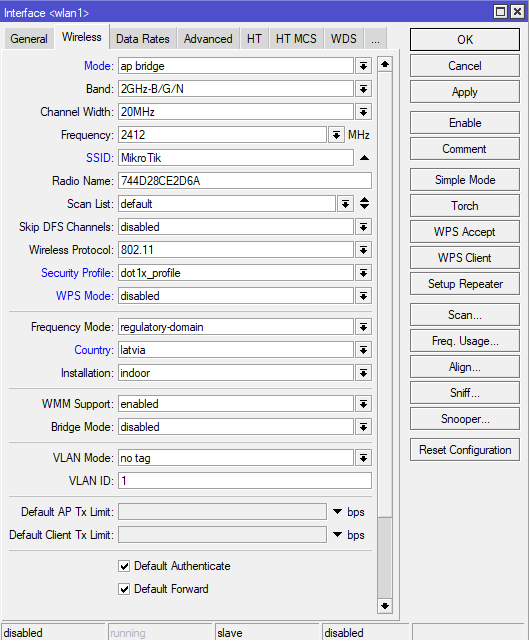 Interface <wlan1>
General Wireless Data Rates Advanced HT HT MCS WDS ...
Mode: ap bridge
Band: 2GHz-B/G/N
Channel Width: 20MHz
Frequency: 2412 MHz
SSID: MikroTik
Radio Name: 744D28CE2D6A
Scan List: default
Skip DFS Channels: disabled
Wireless Protocol: 802.11
Security Profile: dot1x_profile
WPS Mode: disabled
Frequency Mode: regulatory-domain
Country: latvia
Installation: indoor
WMM Support: enabled
Bridge Mode: disabled
VLAN Mode: no tag
VLAN ID: 1
Default AP Tx Limit: bps
Default Client Tx Limit: bps
Default Authenticate
Default Forward
OK
Cancel
Apply
Enable
Comment
Simple Mode
Torch
WPS Accept
WPS Client
Setup Repeater
Scan...
Freq. Usage...
Align...
Sniff...
Snooper...
Reset Configuration
disabled running slave disabled